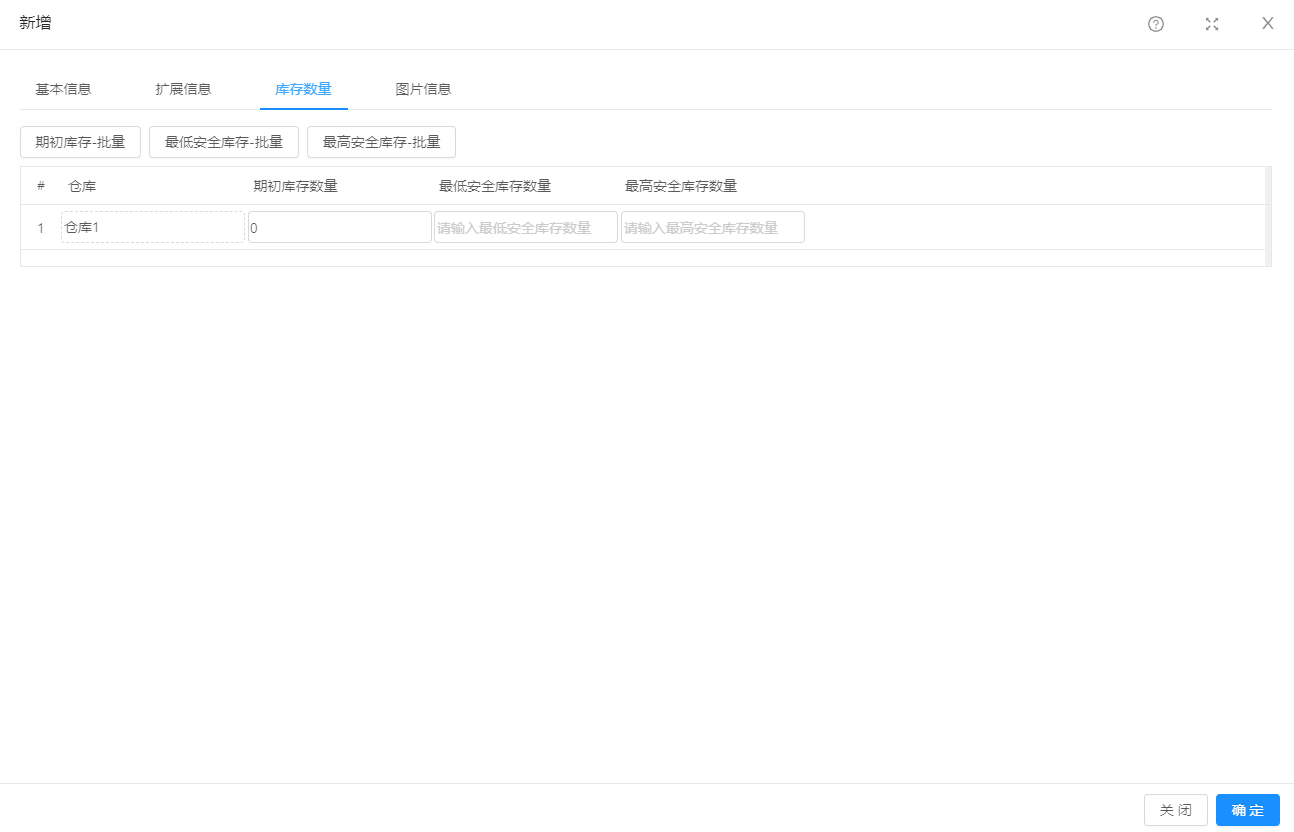 新增
基本信息 扩展信息 库存数量 图片信息
期初库存-批量 最低安全库存-批量 最高安全库存-批量
# 仓库 期初库存数量 最低安全库存数量 最高安全库存数量
1 仓库1 0 请输入最低安全库存数量 请输入最高安全库存数量
关 闭 确 定